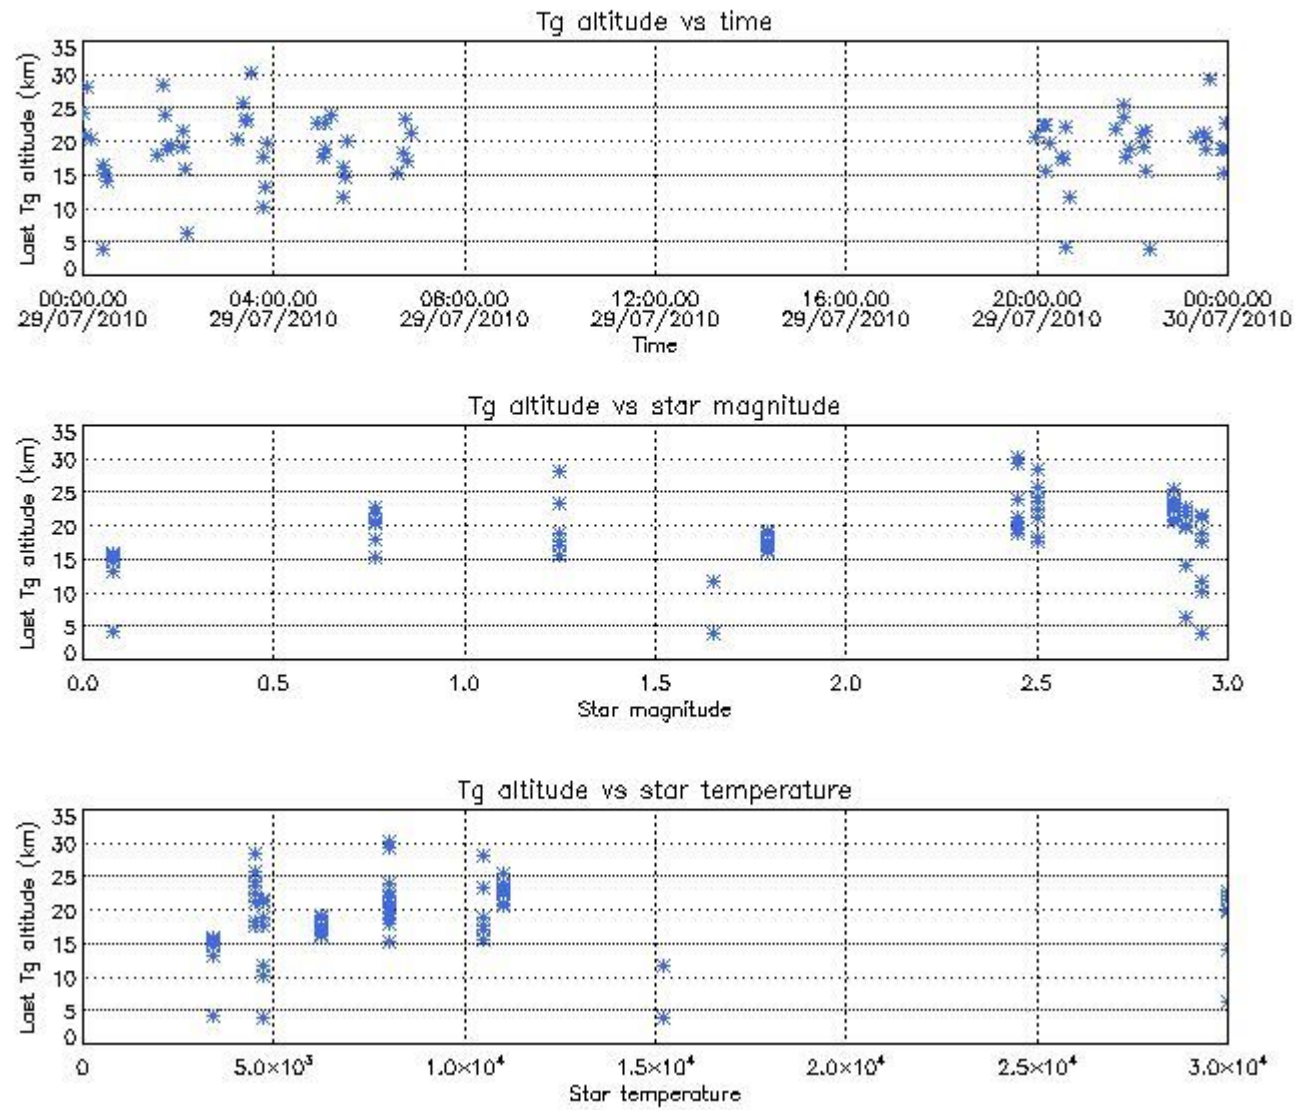 Tg altitude vs time
Last Tg altitude (km)
35
30
25
20
15
10
5
0
00:00.00 04:00.00 08:00.00 12:00.00 16:00.00 20:00.00 00:00.00
29/07/2010 29/07/2010 29/07/2010 29/07/2010 29/07/2010 29/07/2010 30/07/2010
Time
Tg altitude vs star magnitude
Last Tg altitude (km)
35
30
25
20
15
10
5
0
0.0 0.5 1.0 1.5 2.0 2.5 3.0
Star magnitude
Tg altitude vs star temperature
Last Tg altitude (km)
35
30
25
20
15
10
5
0
0 5.0×10³ 1.0×10⁴ 1.5×10⁴ 2.0×10⁴ 2.5×10⁴ 3.0×10⁴
Star temperature